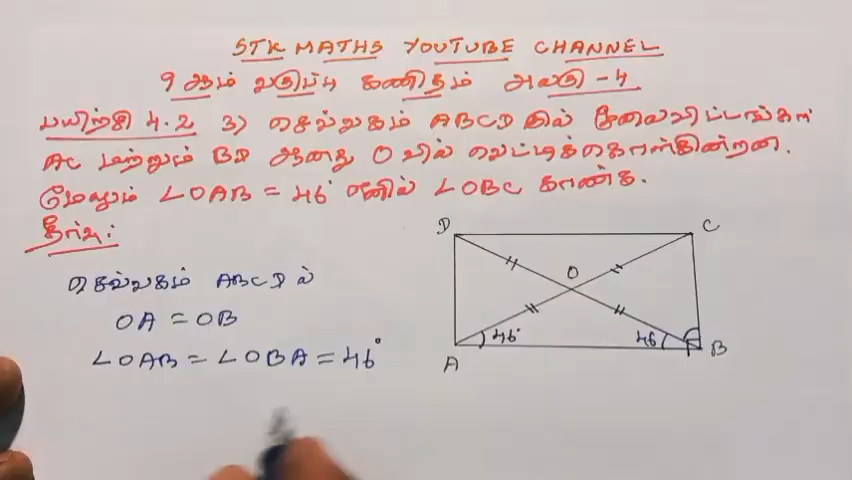 STK MATHS YOUTUBE CHANNEL
9 ஆம் வகுப்பு கணிதம் அலகு - 4
பயிற்சி 4.2 3) செவ்வகம் ABCD யில் மூலைவிட்டங்கள்
AC மற்றும் BD ஆனது O வில் வெட்டிக்கொள்கின்றன.
மேலும் ∠OAB = 46° எனில் ∠OBC காண்க.
தீர்வு:
செவ்வகம் ABCD ல்
OA = OB
∠OAB = ∠OBA = 46°
D C
O
46° 46
A B